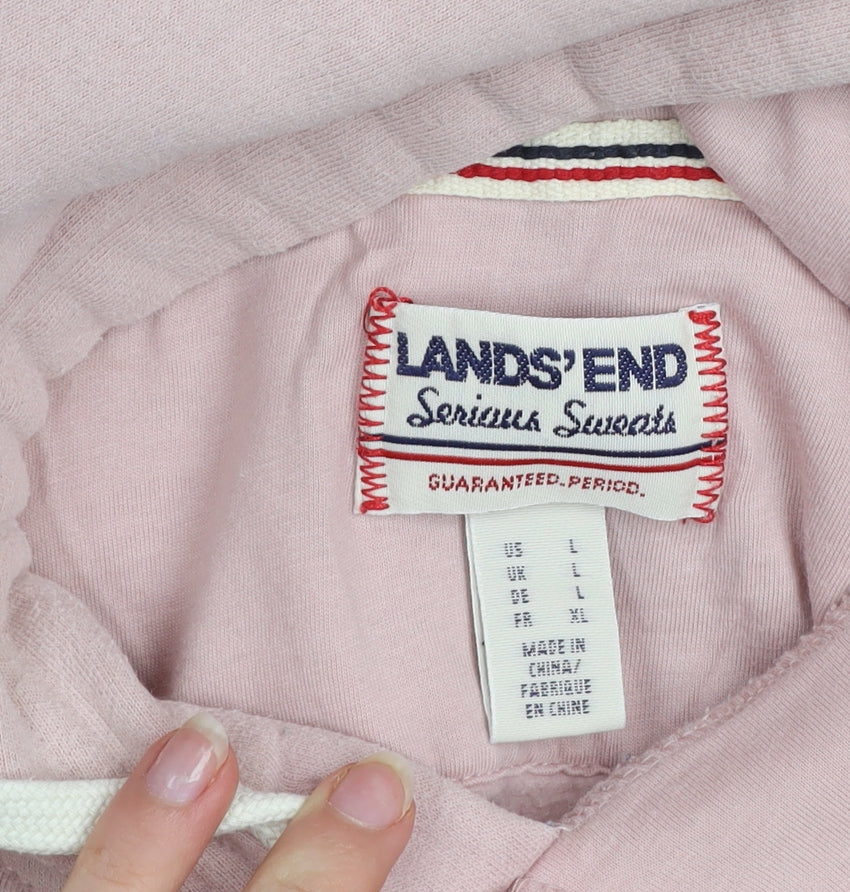 LANDS' END
Serious Sweats
GUARANTEED.PERIOD.
US L
UK L
DE L
FR XL
MADE IN
CHINA/
FABRIQUE
EN CHINE